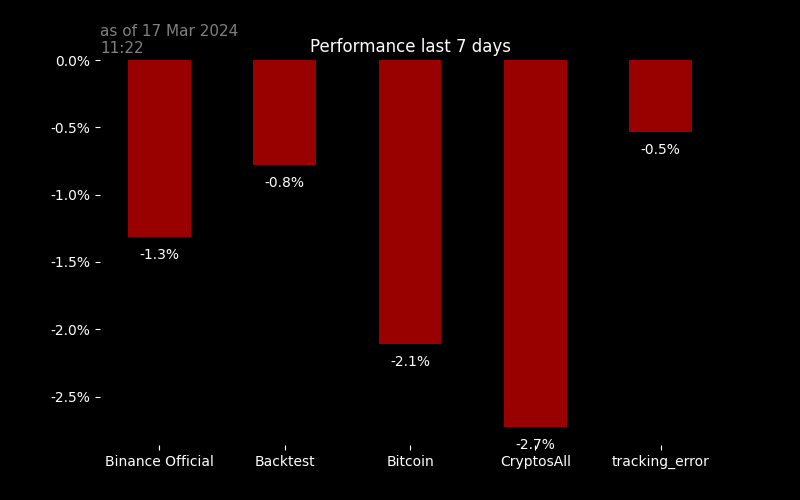 as of 17 Mar 2024
11:22
Performance last 7 days
0.0%
-0.5%
-1.0%
-1.5%
-2.0%
-2.5%
-1.3%
-0.8%
-2.1%
-2.7%
-0.5%
Binance Official
Backtest
Bitcoin
CryptosAll
tracking_error